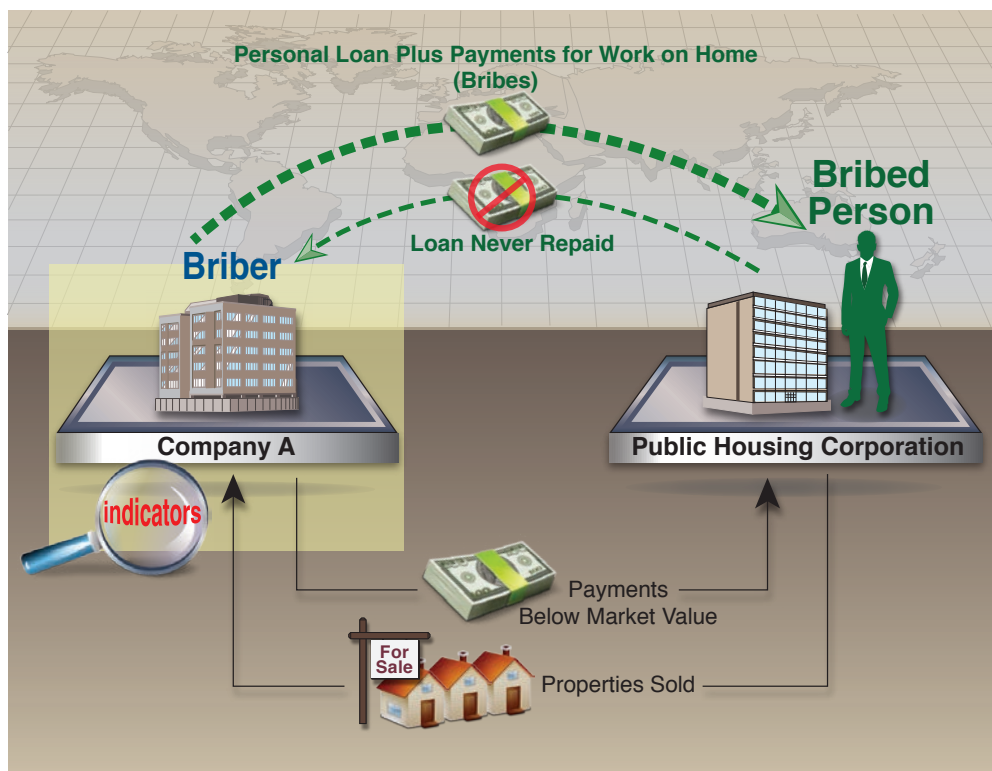 Personal Loan Plus Payments for Work on Home
(Bribes)
Loan Never Repaid
Bribed
Person
Briber
Company A
Public Housing Corporation
indicators
Payments
Below Market Value
For
Sale
Properties Sold